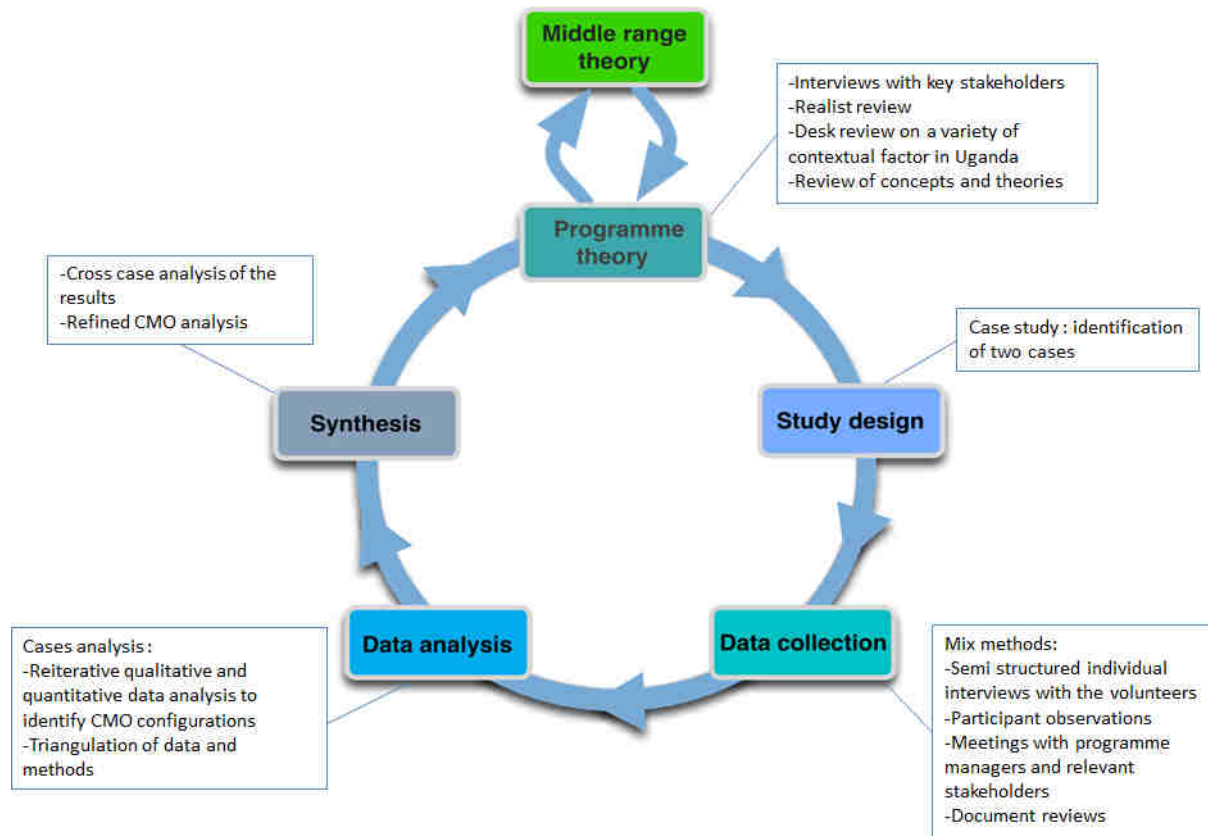 Middle range
theory
-Interviews with key stakeholders
-Realist review
-Desk review on a variety of
contextual factor in Uganda
-Review of concepts and theories
Programme
theory
-Cross case analysis of the
results
-Refined CMO analysis
Case study : identification
of two cases
Synthesis
Study design
Data analysis
Data collection
Cases analysis :
-Reiterative qualitative and
quantitative data analysis to
identify CMO configurations
-Triangulation of data and
methods
Mix methods:
-Semi structured individual
interviews with the volunteers
-Participant observations
-Meetings with programme
managers and relevant
stakeholders
-Document reviews